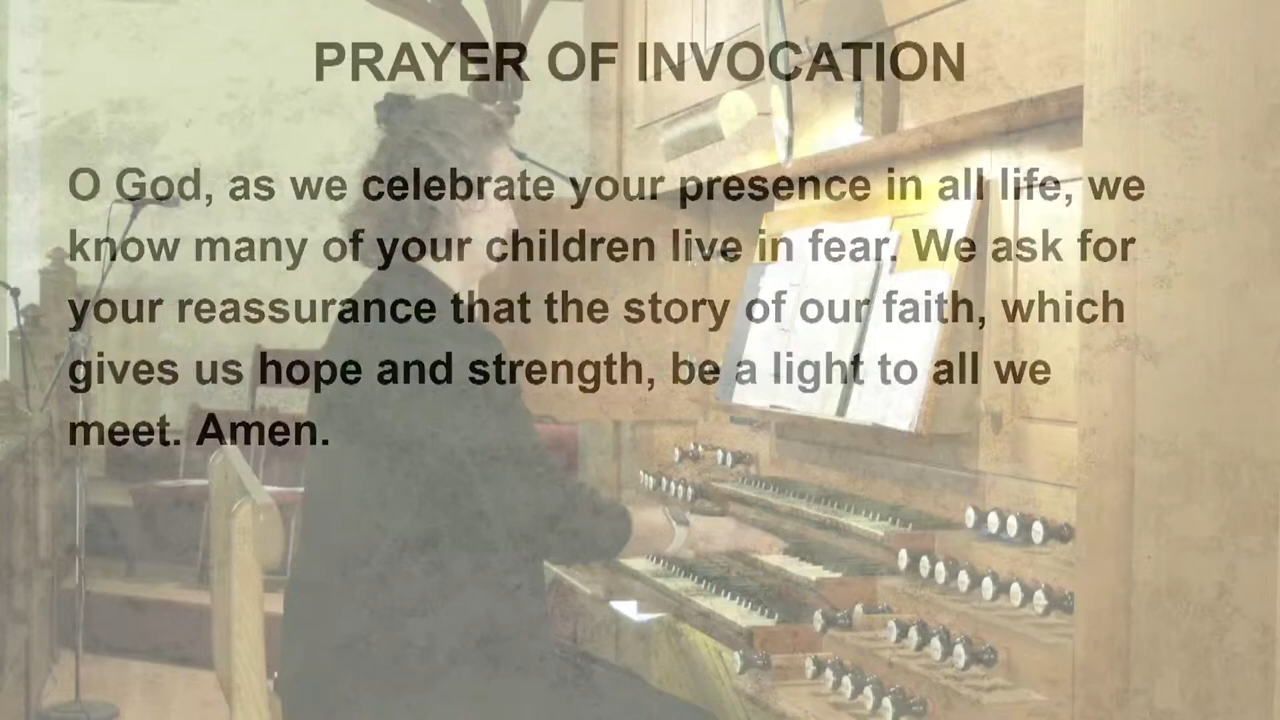 PRAYER OF INVOCATION
O God, as we celebrate your presence in all life, we
know many of your children live in fear. We ask for
your reassurance that the story of our faith, which
gives us hope and strength, be a light to all we
meet. Amen.